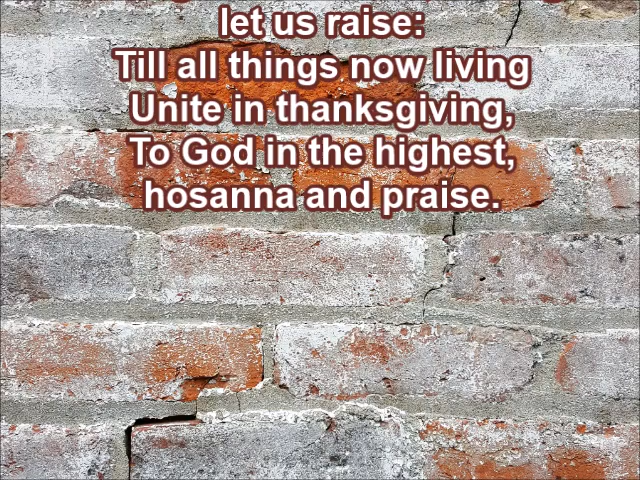 let us raise:
Till all things now living
Unite in thanksgiving,
To God in the highest,
hosanna and praise.